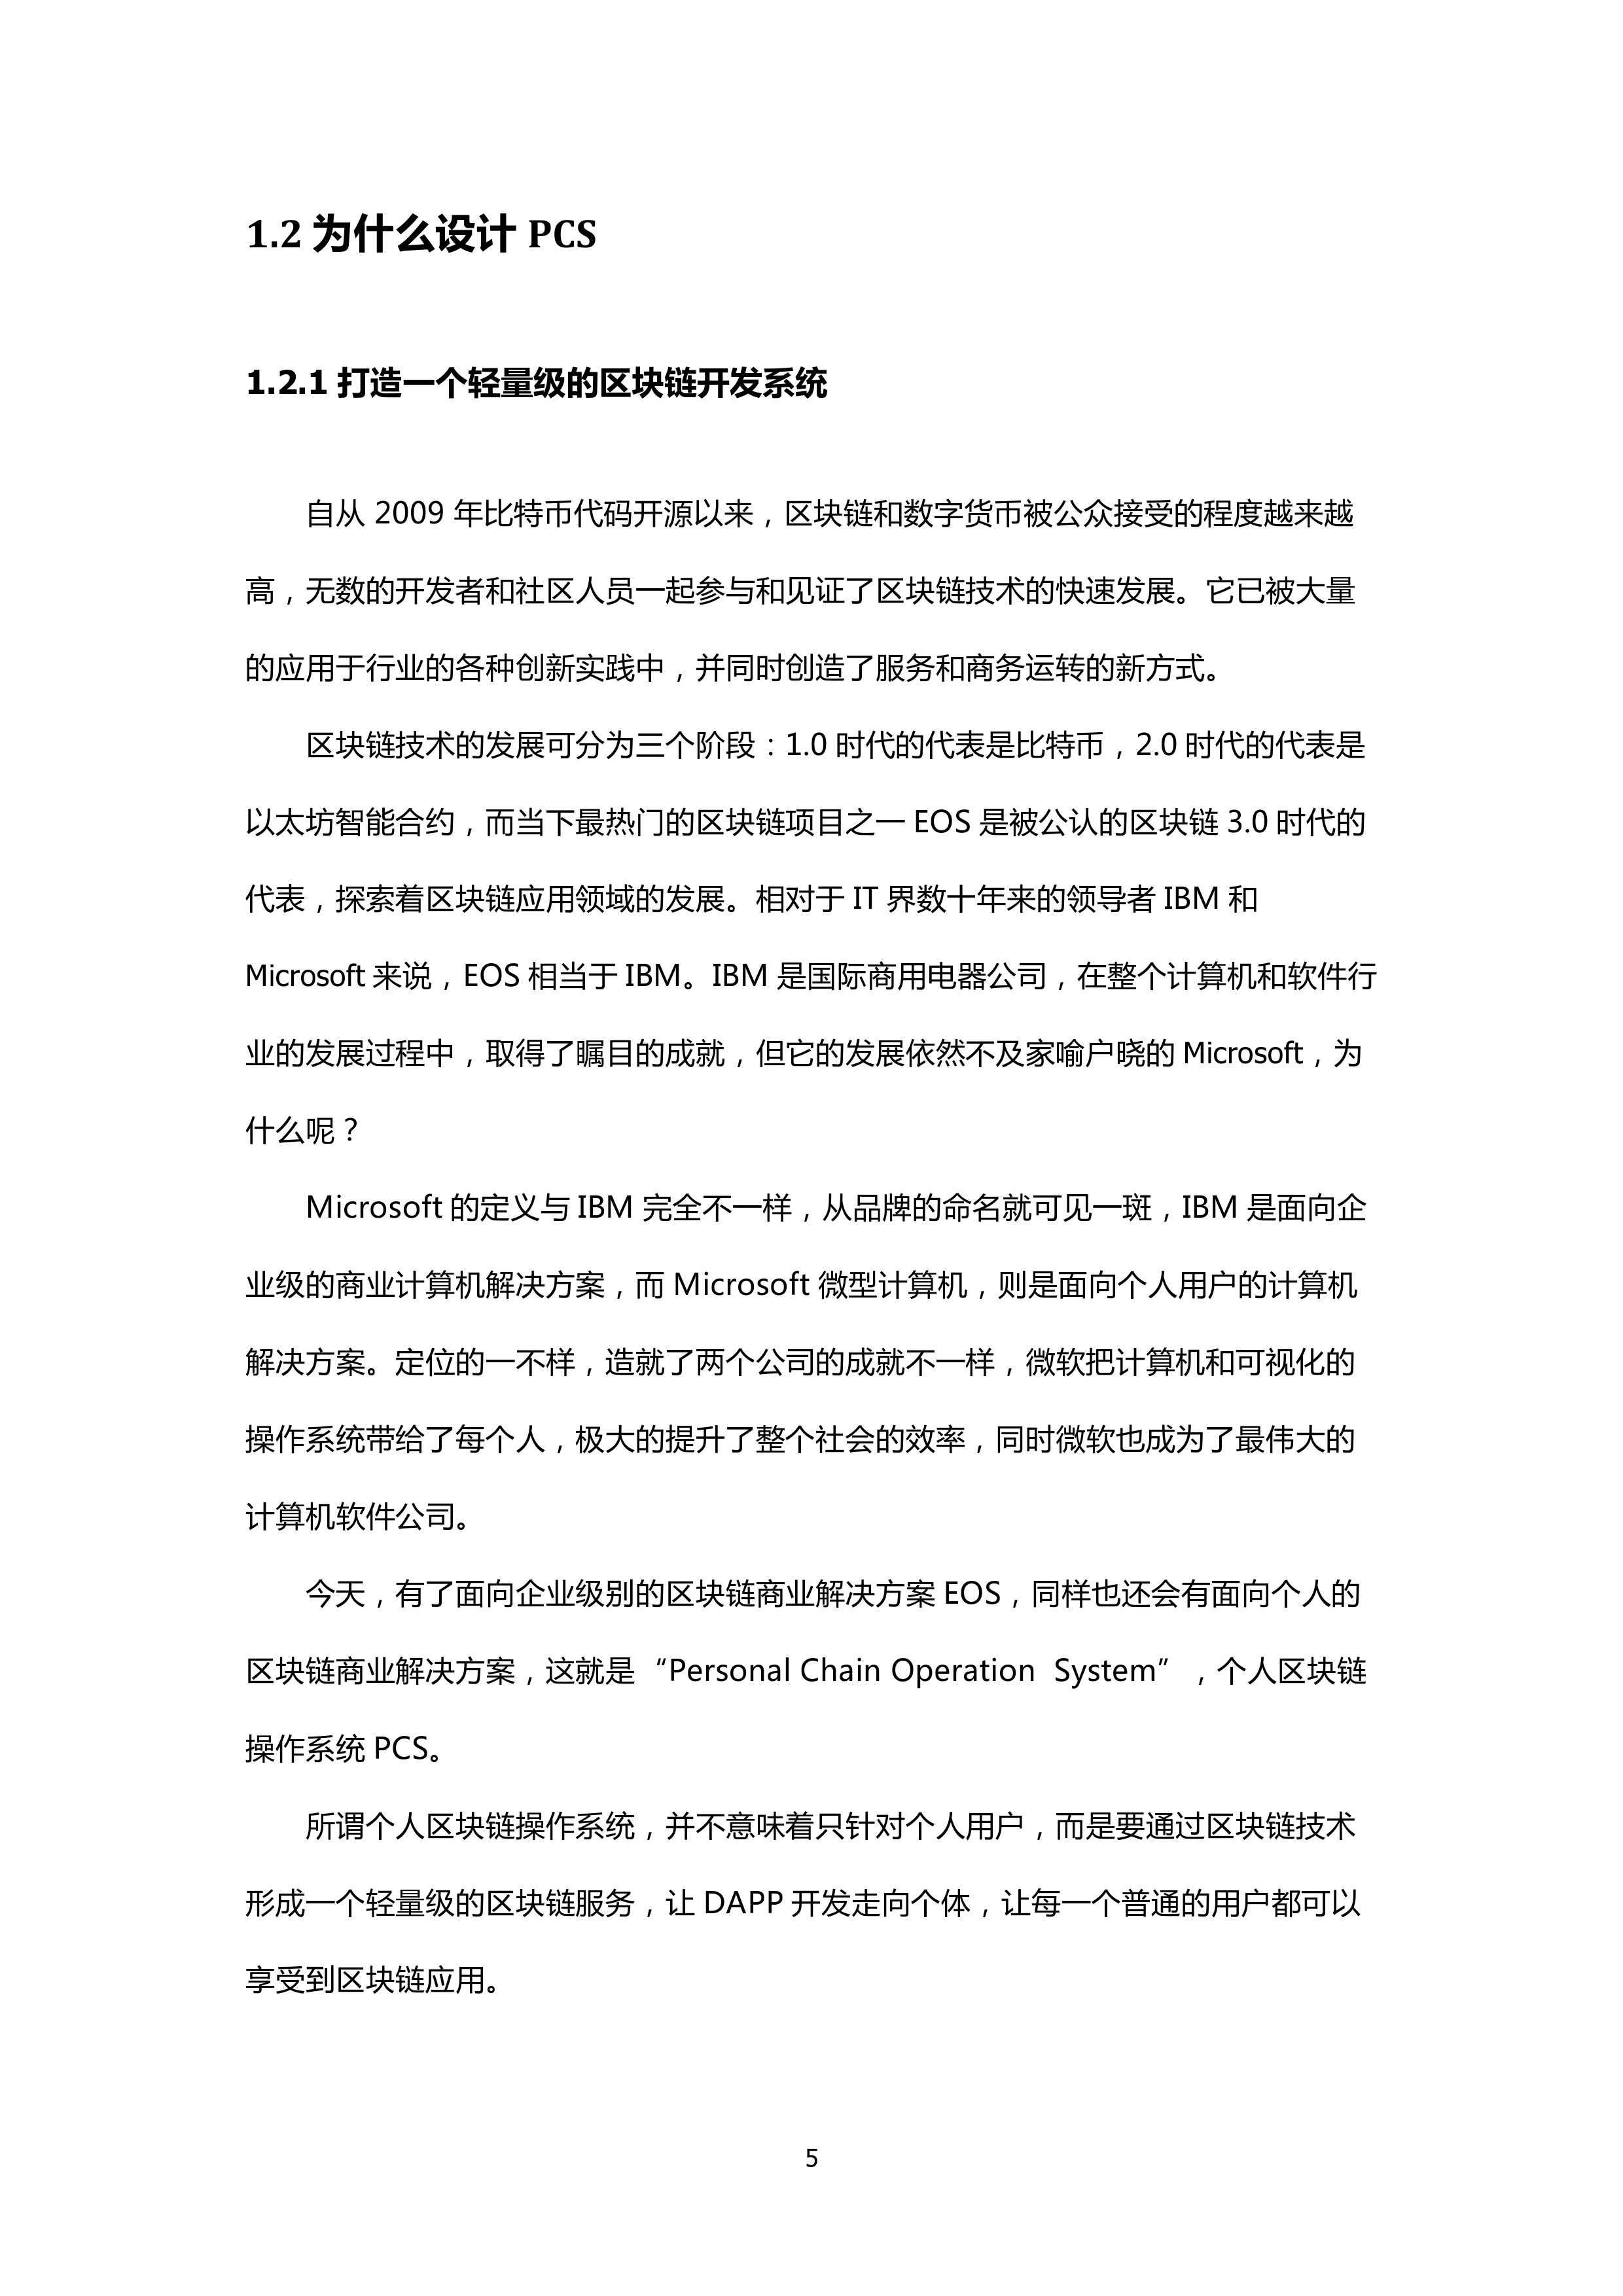 1.2 为什么设计 PCS
1.2.1 打造一个轻量级的区块链开发系统
自从 2009 年比特币代码开源以来，区块链和数字货币被公众接受的程度越来越
高，无数的开发者和社区人员一起参与和见证了区块链技术的快速发展。它已被大量
的应用于行业的各种创新实践中，并同时创造了服务和商务运转的新方式。
区块链技术的发展可分为三个阶段：1.0 时代的代表是比特币，2.0 时代的代表是
以太坊智能合约，而当下最热门的区块链项目之一 EOS 是被公认的区块链 3.0 时代的
代表，探索着区块链应用领域的发展。相对于 IT 界数十年来的领导者 IBM 和
Microsoft 来说，EOS 相当于 IBM。IBM 是国际商用电器公司，在整个计算机和软件行
业的发展过程中，取得了瞩目的成就，但它的发展依然不及家喻户晓的 Microsoft，为
什么呢？
Microsoft 的定义与 IBM 完全不一样，从品牌的命名就可见一斑，IBM 是面向企
业级的商业计算机解决方案，而 Microsoft 微型计算机，则是面向个人用户的计算机
解决方案。定位的一不样，造就了两个公司的成就不一样，微软把计算机和可视化的
操作系统带给了每个人，极大的提升了整个社会的效率，同时微软也成为了最伟大的
计算机软件公司。
今天，有了面向企业级别的区块链商业解决方案 EOS，同样也还会有面向个人的
区块链商业解决方案，这就是 “Personal Chain Operation  System”，个人区块链
操作系统 PCS。
所谓个人区块链操作系统，并不意味着只针对个人用户，而是要通过区块链技术
形成一个轻量级的区块链服务，让 DAPP 开发走向个体，让每一个普通的用户都可以
享受到区块链应用。
5